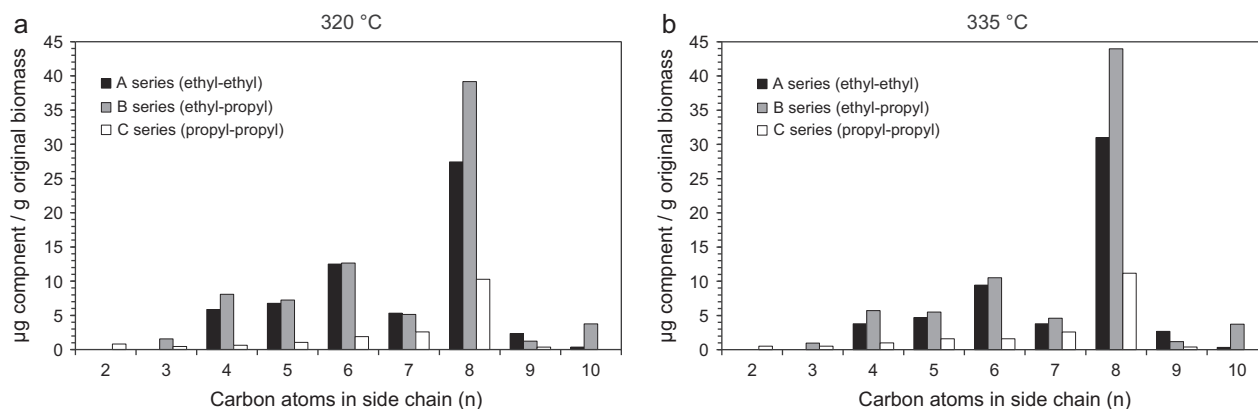 a
320 °C
µg compnent / g original biomass
45
40
35
30
25
20
15
10
5
0
A series (ethyl-ethyl)
B series (ethyl-propyl)
C series (propyl-propyl)
2 3 4 5 6 7 8 9 10
Carbon atoms in side chain (n)
b
335 °C
µg compnent / g original biomass
45
40
35
30
25
20
15
10
5
0
A series (ethyl-ethyl)
B series (ethyl-propyl)
C series (propyl-propyl)
2 3 4 5 6 7 8 9 10
Carbon atoms in side chain (n)